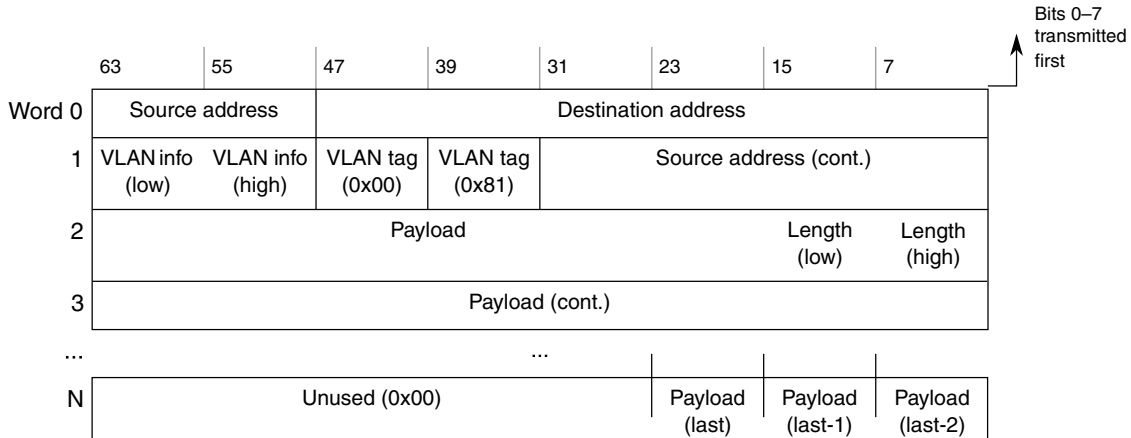 Bits 0–7
transmitted
first
63 55 47 39 31 23 15 7
Word 0 Source address Destination address
1 VLAN info VLAN info VLAN tag VLAN tag Source address (cont.)
(low) (high) (0x00) (0x81)
2 Payload Length Length
(low) (high)
3 Payload (cont.)
... ...
N Unused (0x00) Payload Payload Payload
(last) (last-1) (last-2)